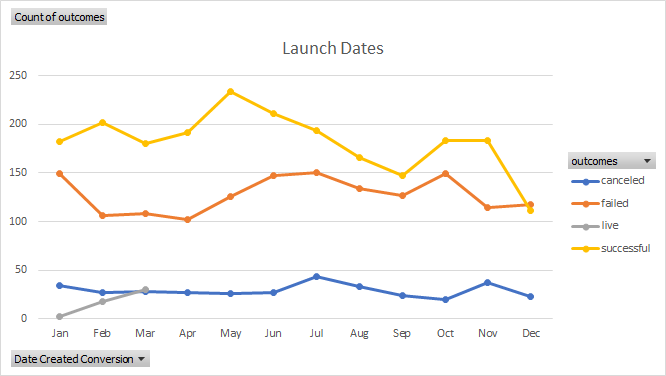 Count of outcomes
Launch Dates
250
200
150
100
50
0
Jan Feb Mar Apr May Jun Jul Aug Sep Oct Nov Dec
outcomes
canceled
failed
live
successful
Date Created Conversion